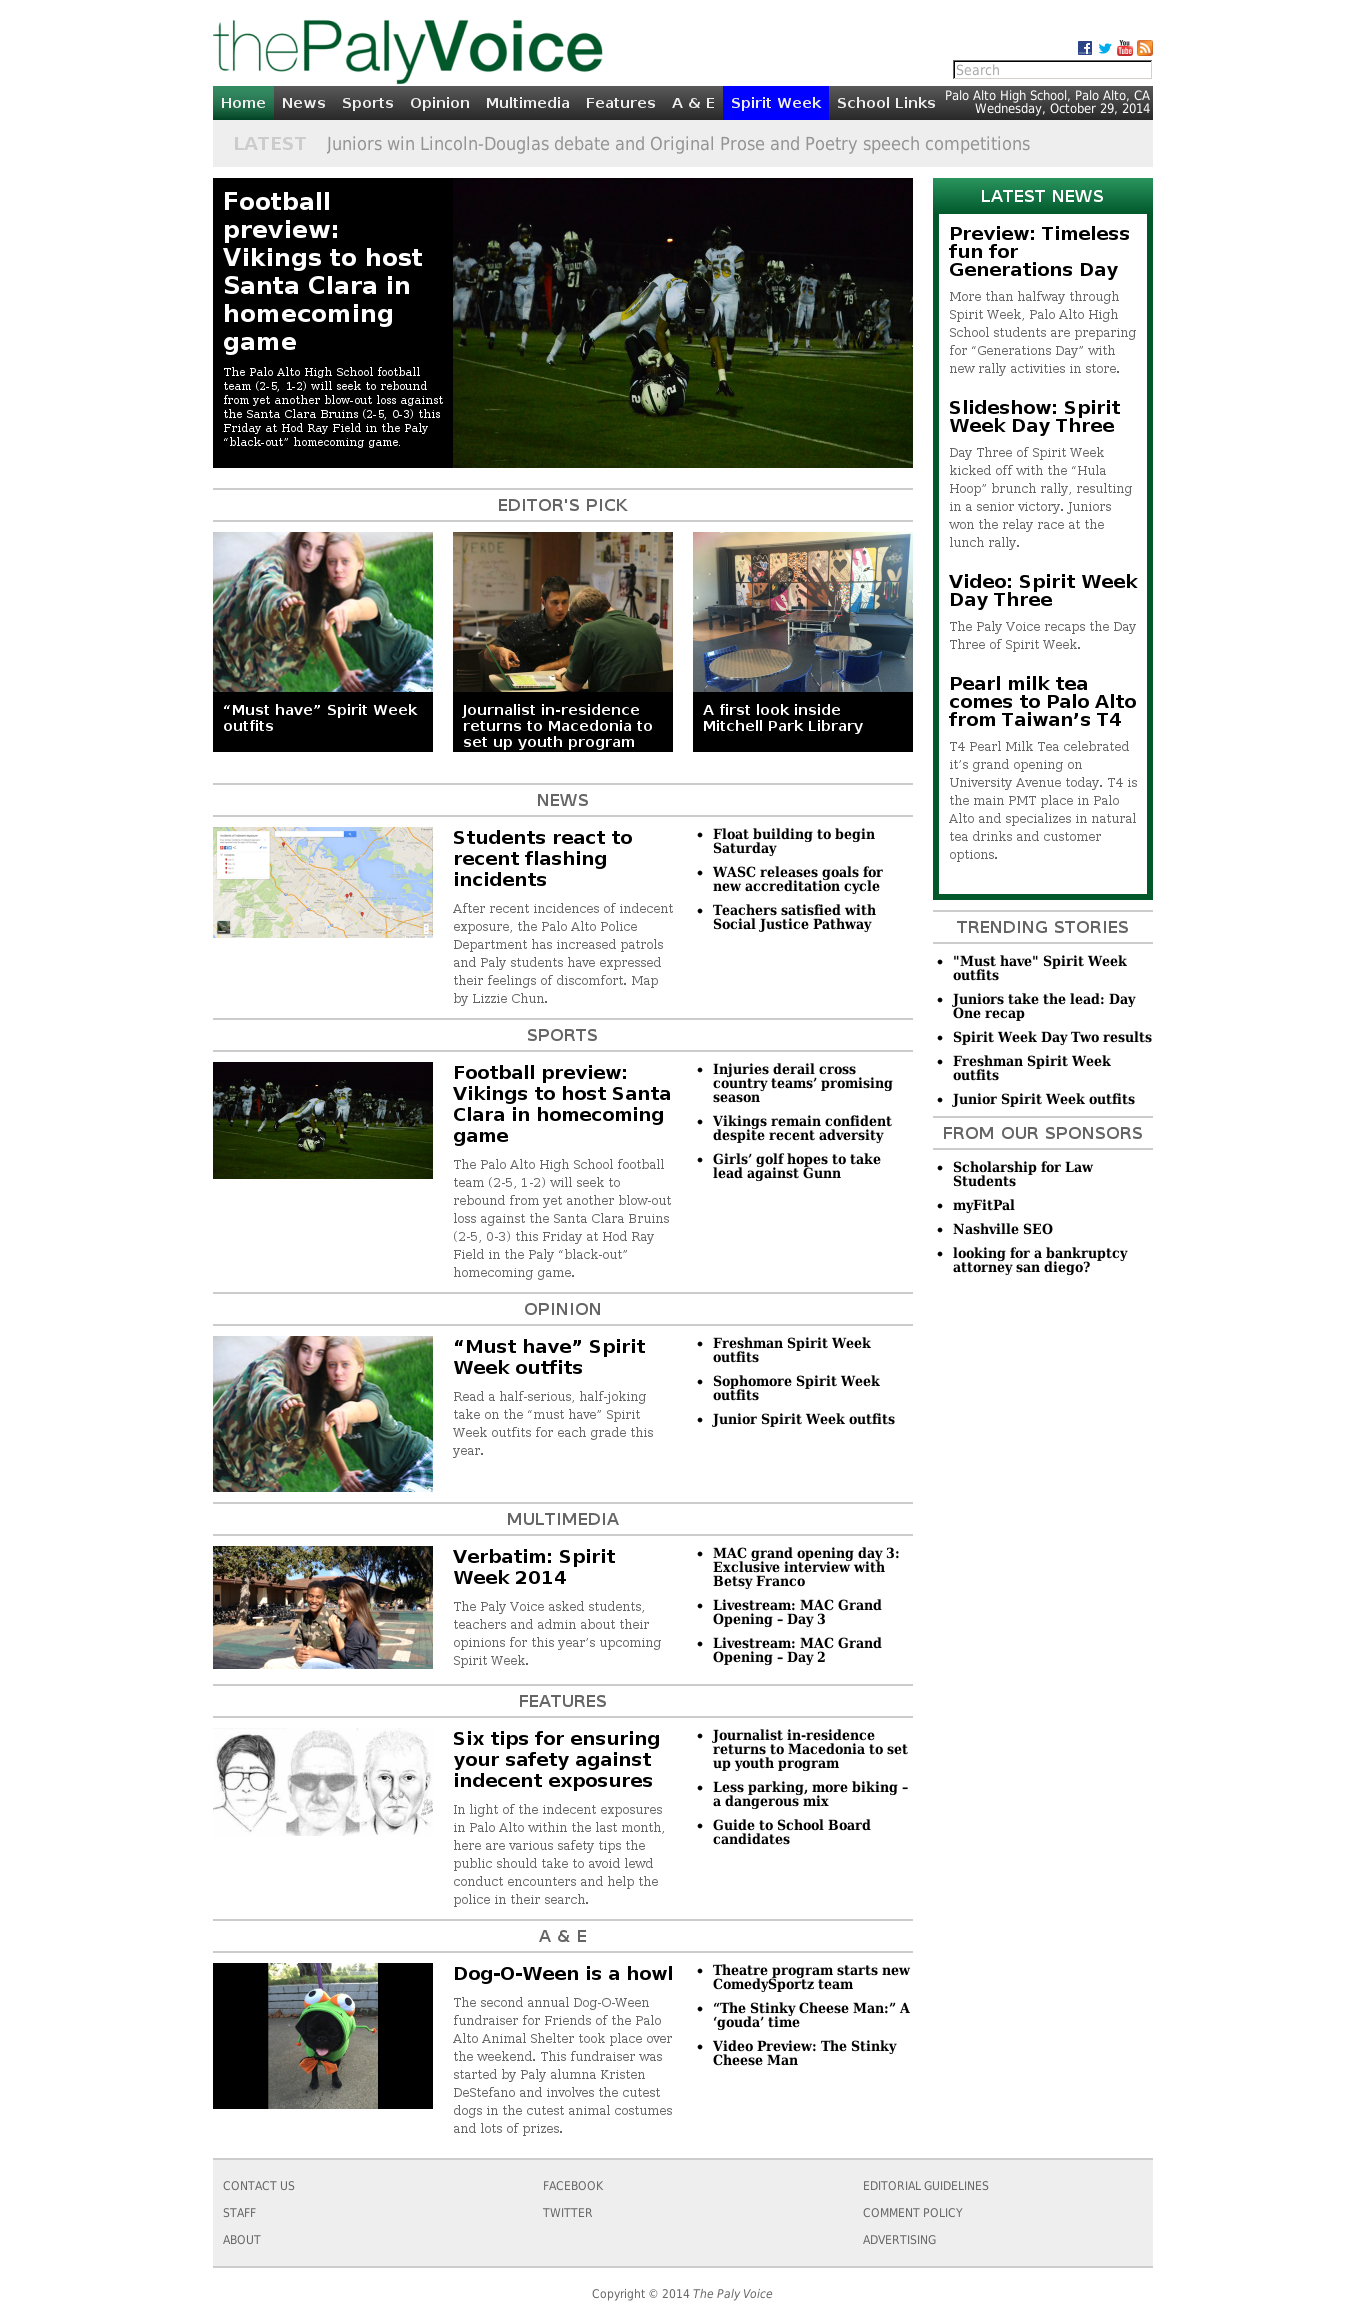 thePalyVoice
Search
Home News Sports Opinion Multimedia Features A & E Spirit Week School Links
Palo Alto High School, Palo Alto, CA
Wednesday, October 29, 2014
LATEST Juniors win Lincoln-Douglas debate and Original Prose and Poetry speech competitions
Football
preview:
Vikings to host
Santa Clara in
homecoming
game
The Palo Alto High School football
team (2-5, 1-2) will seek to rebound
from yet another blow-out loss against
the Santa Clara Bruins (2-5, 0-3) this
Friday at Hod Ray Field in the Paly
“black-out” homecoming game.
EDITOR'S PICK
VERDE
“Must have” Spirit Week
outfits
Journalist in-residence
returns to Macedonia to
set up youth program
A first look inside
Mitchell Park Library
NEWS
Students react to
recent flashing
incidents
After recent incidences of indecent
exposure, the Palo Alto Police
Department has increased patrols
and Paly students have expressed
their feelings of discomfort. Map
by Lizzie Chun.
• Float building to begin
Saturday
• WASC releases goals for
new accreditation cycle
• Teachers satisfied with
Social Justice Pathway
SPORTS
Football preview:
Vikings to host Santa
Clara in homecoming
game
The Palo Alto High School football
team (2-5, 1-2) will seek to
rebound from yet another blow-out
loss against the Santa Clara Bruins
(2-5, 0-3) this Friday at Hod Ray
Field in the Paly “black-out”
homecoming game.
• Injuries derail cross
country teams’ promising
season
• Vikings remain confident
despite recent adversity
• Girls’ golf hopes to take
lead against Gunn
OPINION
“Must have” Spirit
Week outfits
Read a half-serious, half-joking
take on the “must have” Spirit
Week outfits for each grade this
year.
• Freshman Spirit Week
outfits
• Sophomore Spirit Week
outfits
• Junior Spirit Week outfits
MULTIMEDIA
Verbatim: Spirit
Week 2014
The Paly Voice asked students,
teachers and admin about their
opinions for this year’s upcoming
Spirit Week.
• MAC grand opening day 3:
Exclusive interview with
Betsy Franco
• Livestream: MAC Grand
Opening – Day 3
• Livestream: MAC Grand
Opening – Day 2
FEATURES
Six tips for ensuring
your safety against
indecent exposures
In light of the indecent exposures
in Palo Alto within the last month,
here are various safety tips the
public should take to avoid lewd
conduct encounters and help the
police in their search.
• Journalist in-residence
returns to Macedonia to set
up youth program
• Less parking, more biking –
a dangerous mix
• Guide to School Board
candidates
A & E
Dog-O-Ween is a howl
The second annual Dog-O-Ween
fundraiser for Friends of the Palo
Alto Animal Shelter took place over
the weekend. This fundraiser was
started by Paly alumna Kristen
DeStefano and involves the cutest
dogs in the cutest animal costumes
and lots of prizes.
• Theatre program starts new
ComedySportz team
• “The Stinky Cheese Man:” A
‘gouda’ time
• Video Preview: The Stinky
Cheese Man
LATEST NEWS
Preview: Timeless
fun for
Generations Day
More than halfway through
Spirit Week, Palo Alto High
School students are preparing
for “Generations Day” with
new rally activities in store.
Slideshow: Spirit
Week Day Three
Day Three of Spirit Week
kicked off with the “Hula
Hoop” brunch rally, resulting
in a senior victory. Juniors
won the relay race at the
lunch rally.
Video: Spirit Week
Day Three
The Paly Voice recaps the Day
Three of Spirit Week.
Pearl milk tea
comes to Palo Alto
from Taiwan’s T4
T4 Pearl Milk Tea celebrated
it’s grand opening on
University Avenue today. T4 is
the main PMT place in Palo
Alto and specializes in natural
tea drinks and customer
options.
TRENDING STORIES
• "Must have" Spirit Week
outfits
• Juniors take the lead: Day
One recap
• Spirit Week Day Two results
• Freshman Spirit Week
outfits
• Junior Spirit Week outfits
FROM OUR SPONSORS
• Scholarship for Law
Students
• myFitPal
• Nashville SEO
• looking for a bankruptcy
attorney san diego?
CONTACT US
STAFF
ABOUT
FACEBOOK
TWITTER
EDITORIAL GUIDELINES
COMMENT POLICY
ADVERTISING
Copyright © 2014 The Paly Voice